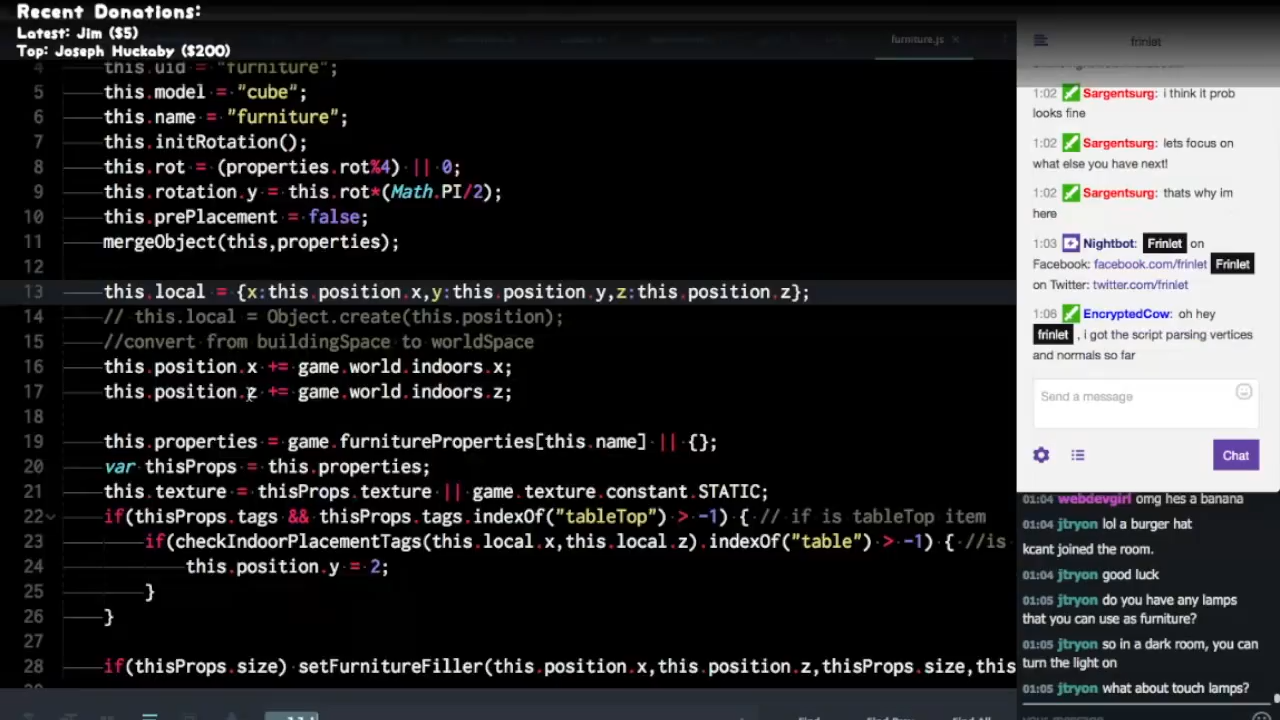 Recent Donations:
Latest: Jim ($5)
Top: Joseph Huckaby ($200)
furniture.js ×
4 this.uid = "furniture";
5 this.model = "cube";
6 this.name = "furniture";
7 this.initRotation();
8 this.rot = (properties.rot%4) || 0;
9 this.rotation.y = this.rot*(Math.PI/2);
10 this.prePlacement = false;
11 mergeObject(this,properties);
12
13 this.local = {x:this.position.x,y:this.position.y,z:this.position.z};
14 // this.local = Object.create(this.position);
15 //convert from buildingSpace to worldSpace
16 this.position.x += game.world.indoors.x;
17 this.position.z += game.world.indoors.z;
18
19 this.properties = game.furnitureProperties[this.name] || {};
20 var thisProps = this.properties;
21 this.texture = thisProps.texture || game.texture.constant.STATIC;
22 if(thisProps.tags && thisProps.tags.indexOf("tableTop") > -1) { // if is tableTop item
23 if(checkIndoorPlacementTags(this.local.x,this.local.z).indexOf("table") > -1) { //is
24 this.position.y = 2;
25 }
26 }
27
28 if(thisProps.size) setFurnitureFiller(this.position.x,this.position.z,thisProps.size,this
frinlet
1:02 Sargentsurg: i think it prob
looks fine
1:02 Sargentsurg: lets focus on
what else you have next!
1:02 Sargentsurg: thats why im
here
1:03 Nightbot: Frinlet on
Facebook: facebook.com/frinlet Frinlet
on Twitter: twitter.com/frinlet
1:06 EncryptedCow: oh hey
frinlet , i got the script parsing vertices
and normals so far
Send a message
Chat
01:04 webdevgirl omg hes a banana
01:04 jtryon lol a burger hat
kcant joined the room.
01:04 jtryon good luck
01:05 jtryon do you have any lamps
that you can use as furniture?
01:05 jtryon so in a dark room, you can
turn the light on
01:05 jtryon what about touch lamps?